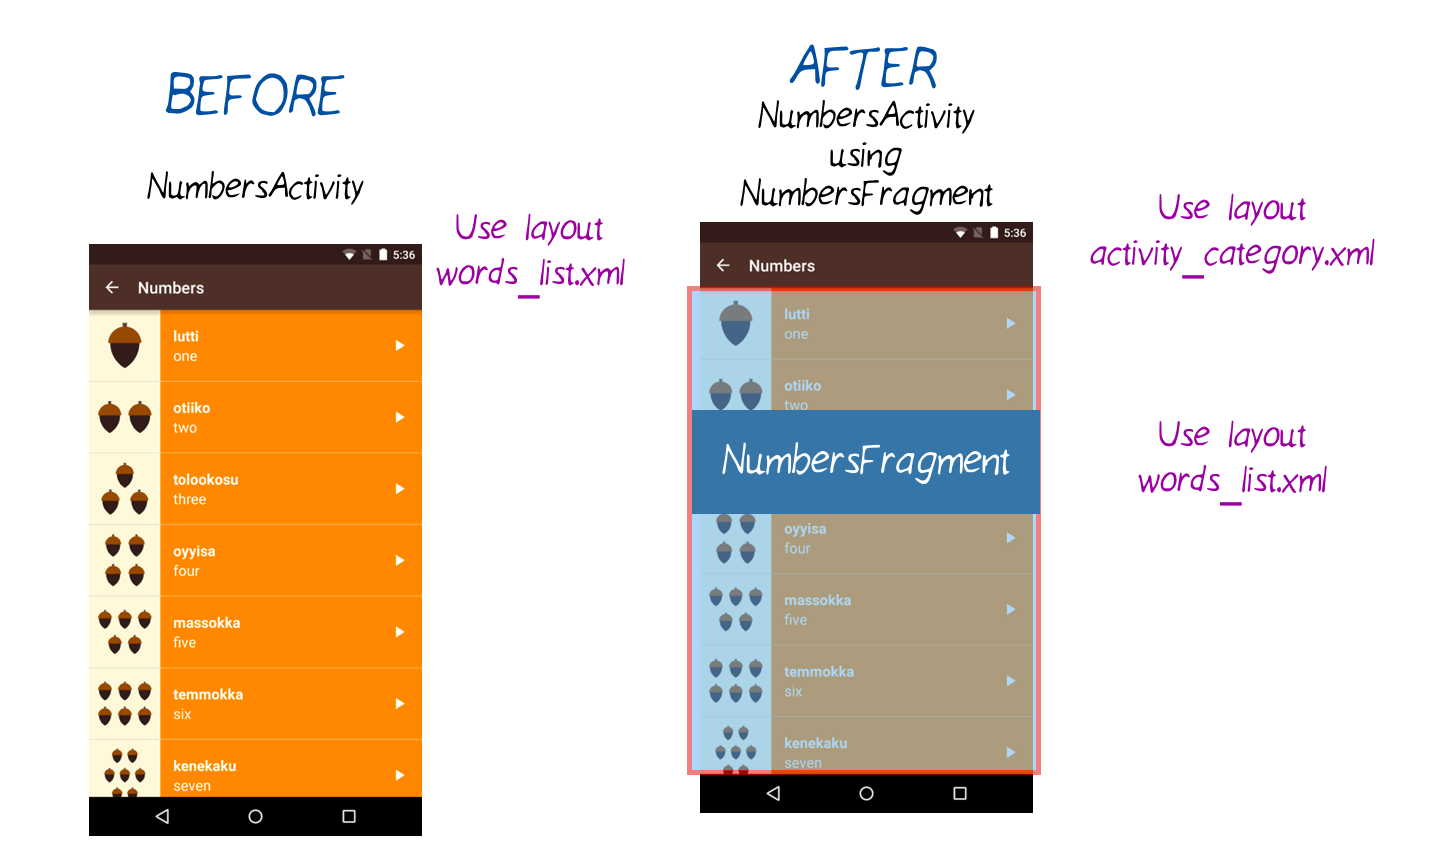 BEFORE
NumbersActivity
Use layout
words_list.xml
5:36
Numbers
lutti
one
otiiko
two
tolookosu
three
oyyisa
four
massokka
five
temmokka
six
kenekaku
seven
AFTER
NumbersActivity
using
NumbersFragment
5:36
Numbers
lutti
one
otiiko
two
NumbersFragment
oyyisa
four
massokka
five
temmokka
six
kenekaku
seven
Use layout
activity_category.xml
Use layout
words_list.xml